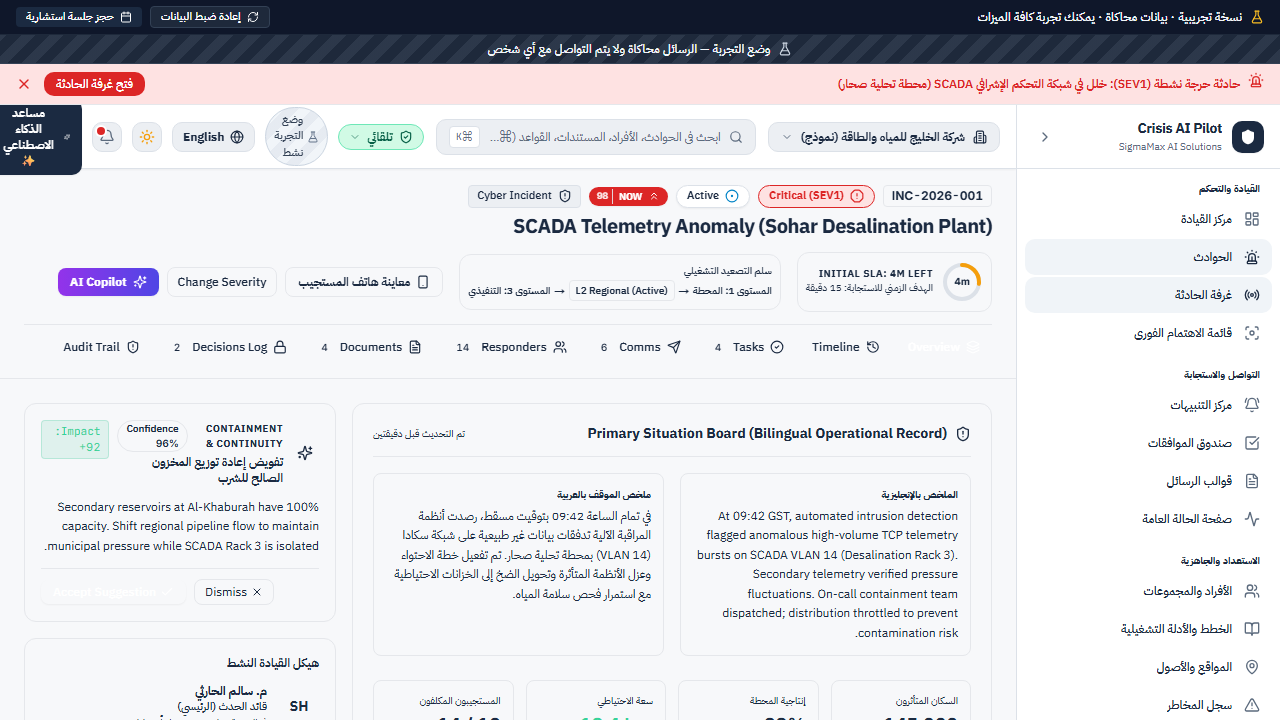 نسخة تجريبية · بيانات محاكاة · يمكنك تجربة كافة الميزات
إعادة ضبط البيانات
حجز جلسة استشارية
وضع التجربة — الرسائل محاكاة ولا يتم التواصل مع أي شخص
حادثة حرجة نشطة (SEV1): خلل في شبكة التحكم الإشرافي SCADA (محطة تحلية صحار)
فتح غرفة الحادثة
Crisis AI Pilot
SigmaMax AI Solutions
شركة الخليج للمياه والطاقة (نموذج)
ابحث في الحوادث، الأفراد، المستندات، القواعد (⌘...
⌘K
تلقائي
وضع
التجربة
نشط
English
مساعد
الذكاء
الاصطناعي
✨
القيادة والتحكم
مركز القيادة
الحوادث
غرفة الحادثة
قائمة الاهتمام الفوري
التواصل والاستجابة
مركز التنبيهات
صندوق الموافقات
قوالب الرسائل
صفحة الحالة العامة
الاستعداد والجاهزية
الأفراد والمجموعات
الخطط والأدلة التشغيلية
المواقع والأصول
سجل المخاطر
INC-2026-001
Critical (SEV1)
Active
NOW 98
Cyber Incident
SCADA Telemetry Anomaly (Sohar Desalination Plant)
4m
INITIAL SLA: 4M LEFT
الهدف الزمني للاستجابة: 15 دقيقة
سلم التصعيد التشغيلي
المستوى 1: المحطة → L2 Regional (Active) → المستوى 3: التنفيذي
معاينة هاتف المستجيب
Change Severity
AI Copilot
Overview
Timeline
Tasks 4
Comms 6
Responders 14
Documents 4
Decisions Log 2
Audit Trail
Primary Situation Board (Bilingual Operational Record)
تم التحديث قبل دقيقتين
الملخص بالإنجليزية
At 09:42 GST, automated intrusion detection
flagged anomalous high-volume TCP telemetry
bursts on SCADA VLAN 14 (Desalination Rack 3).
Secondary telemetry verified pressure
fluctuations. On-call containment team
dispatched; distribution throttled to prevent
contamination risk.
ملخص الموقف بالعربية
في تمام الساعة 09:42 بتوقيت مسقط، رصدت أنظمة
المراقبة الآلية تدفقات بيانات غير طبيعية على شبكة سكادا
(VLAN 14) بمحطة تحلية صحار. تم تفعيل خطة الاحتواء
وعزل الأنظمة المتأثرة وتحويل الضخ إلى الخزانات الاحتياطية
مع استمرار فحص سلامة المياه.
السكان المتأثرون
إنتاجية المحطة
سعة الاحتياطي
المستجيبون المكلفون
CONTAINMENT
& CONTINUITY
تفويض إعادة توزيع المخزون
الصالح للشرب
Confidence
96%
Impact:
+92
Secondary reservoirs at Al-Khaburah have 100%
capacity. Shift regional pipeline flow to maintain
municipal pressure while SCADA Rack 3 is isolated.
Dismiss
Accept Suggestion
هيكل القيادة النشط
SH
م. سالم الحارثي
قائد الحدث (الرئيسي)